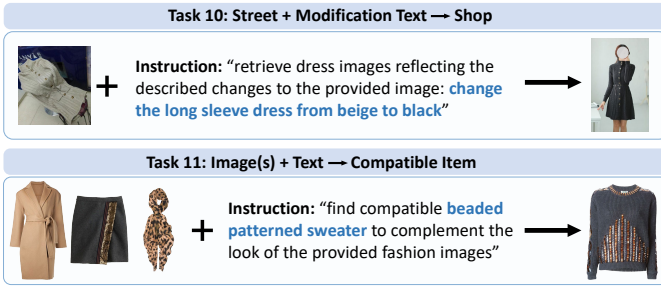 Task 10: Street + Modification Text → Shop
+
Instruction: “retrieve dress images reflecting the
described changes to the provided image: change
the long sleeve dress from beige to black”
Task 11: Image(s) + Text → Compatible Item
+
Instruction: “find compatible beaded
patterned sweater to complement the
look of the provided fashion images”